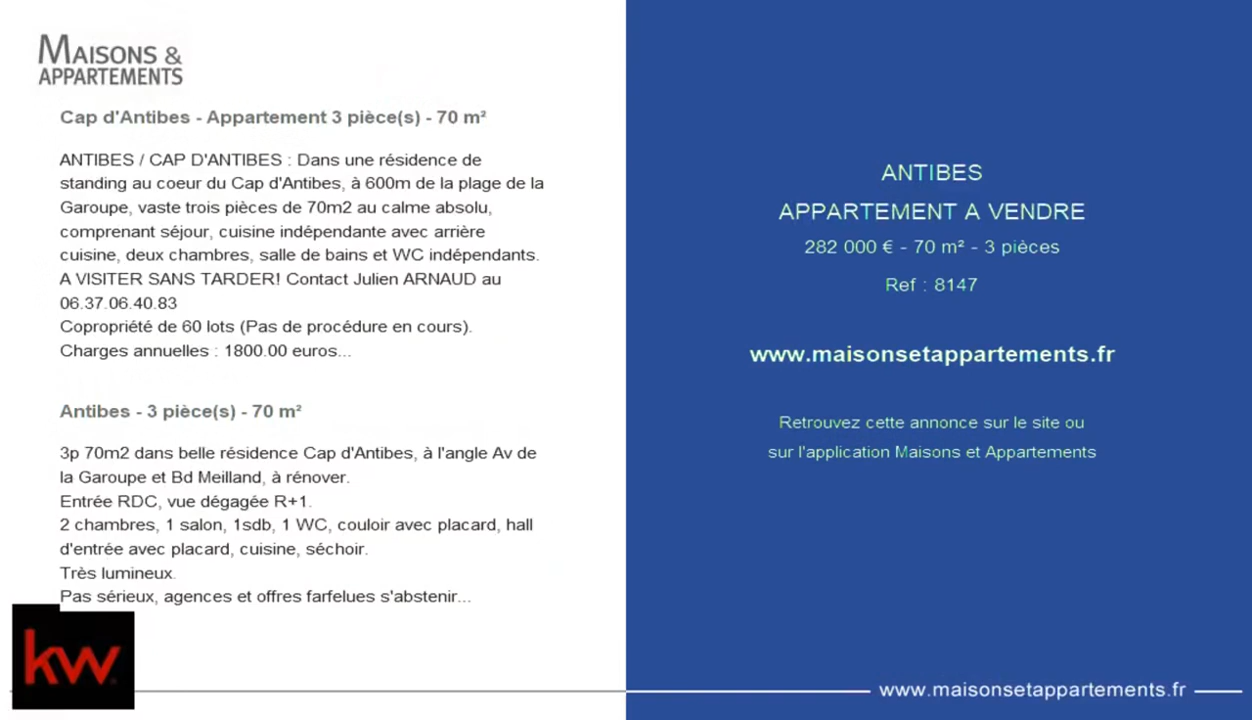 MAISONS &
APPARTEMENTS
Cap d'Antibes - Appartement 3 pièce(s) - 70 m²
ANTIBES / CAP D'ANTIBES : Dans une résidence de
standing au coeur du Cap d'Antibes, à 600m de la plage de la
Garoupe, vaste trois pièces de 70m2 au calme absolu,
comprenant séjour, cuisine indépendante avec arrière
cuisine, deux chambres, salle de bains et WC indépendants.
A VISITER SANS TARDER! Contact Julien ARNAUD au
06.37.06.40.83
Copropriété de 60 lots (Pas de procédure en cours).
Charges annuelles : 1800.00 euros...
Antibes - 3 pièce(s) - 70 m²
3p 70m2 dans belle résidence Cap d'Antibes, à l'angle Av de
la Garoupe et Bd Meilland, à rénover.
Entrée RDC, vue dégagée R+1.
2 chambres, 1 salon, 1sdb, 1 WC, couloir avec placard, hall
d'entrée avec placard, cuisine, séchoir.
Très lumineux.
Pas sérieux, agences et offres farfelues s'abstenir...
kw
ANTIBES
APPARTEMENT A VENDRE
282 000 € - 70 m² - 3 pièces
Ref : 8147
www.maisonsetappartements.fr
Retrouvez cette annonce sur le site ou
sur l'application Maisons et Appartements
www.maisonsetappartements.fr